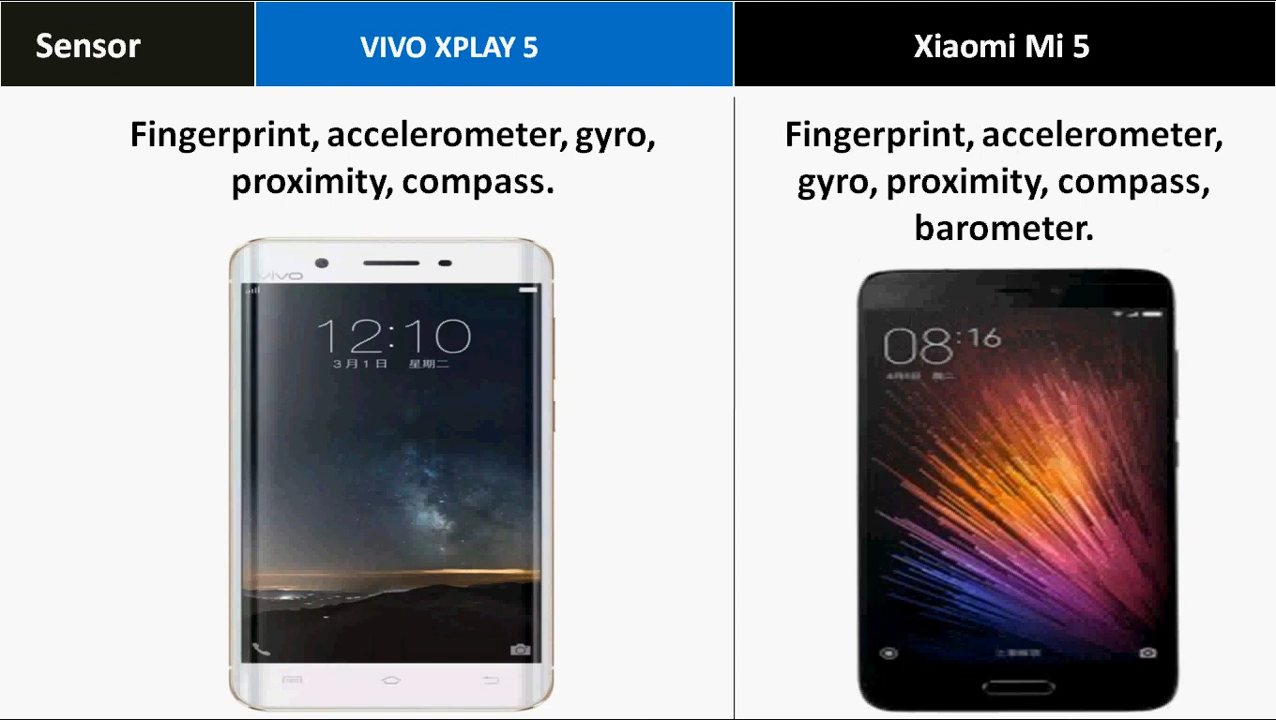 Sensor
VIVO XPLAY 5
Xiaomi Mi 5
Fingerprint, accelerometer, gyro,
proximity, compass.
Fingerprint, accelerometer,
gyro, proximity, compass,
barometer.
vivo
12:10
3月1日 星期二
08:16